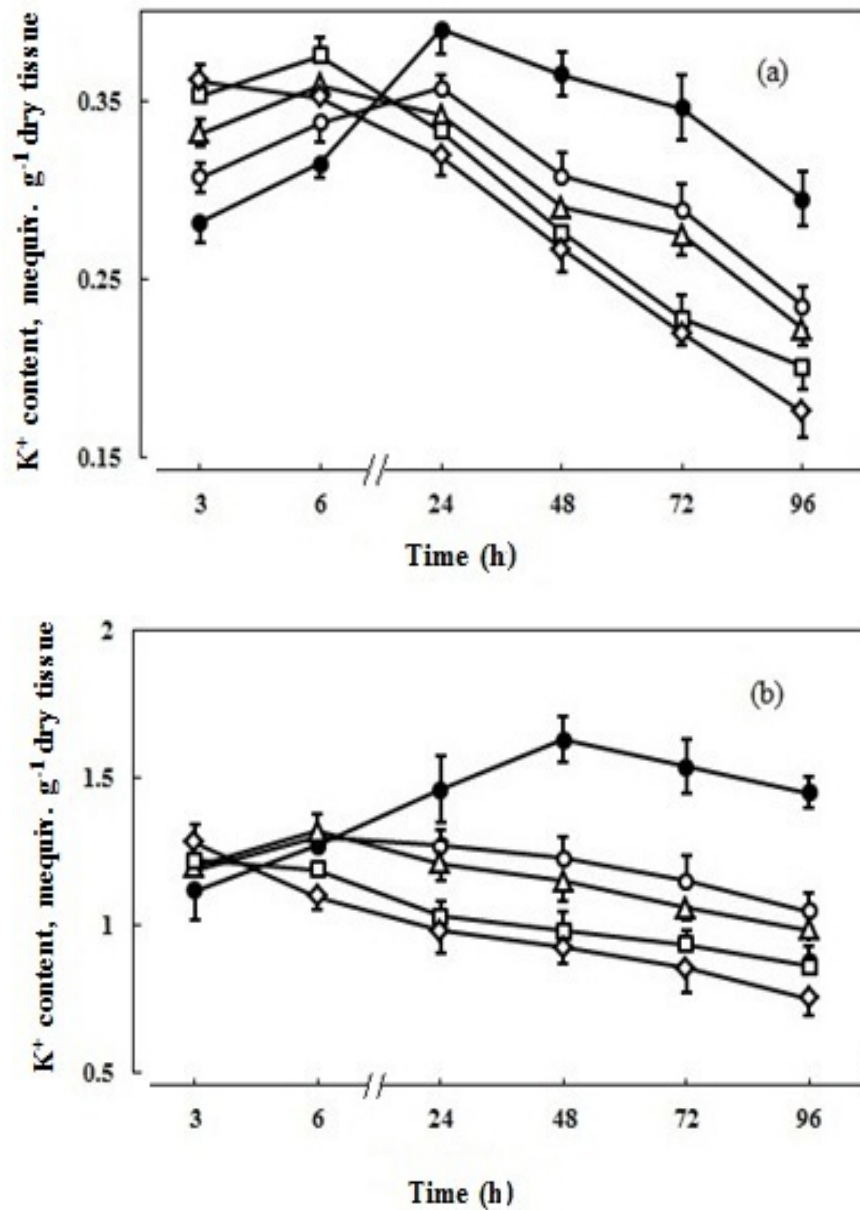 K⁺ content, mequiv. g⁻¹ dry tissue
(a)
0.35
0.25
0.15
3 6 24 48 72 96
Time (h)
K⁺ content, mequiv. g⁻¹ dry tissue
2
(b)
1.5
1
0.5
3 6 24 48 72 96
Time (h)